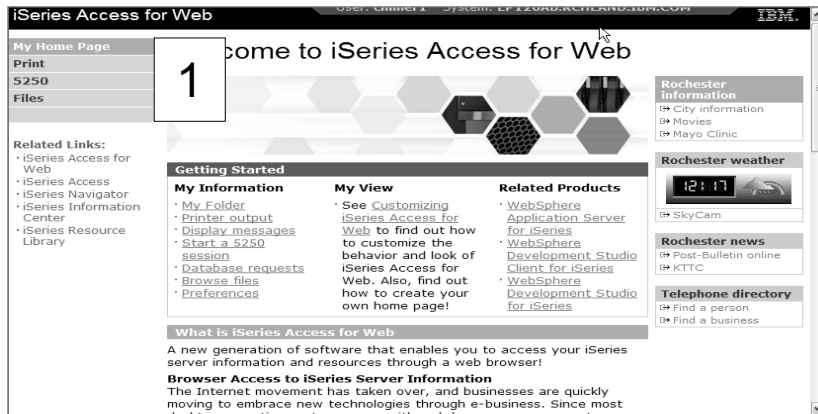 iSeries Access for Web
IBM.
My Home Page
Print
5250
Files
1
come to iSeries Access for Web
Related Links:
· iSeries Access for
Web
· iSeries Access
· iSeries Navigator
· iSeries Information
Center
· iSeries Resource
Library
Getting Started
My Information
· My Folder
· Printer output
· Display messages
· Start a 5250
session
· Database requests
· Browse files
· Preferences
My View
· See Customizing
iSeries Access for
Web to find out how
to customize the
behavior and look of
iSeries Access for
Web. Also, find out
how to create your
own home page!
Related Products
· WebSphere
Application Server
for iSeries
· WebSphere
Development Studio
Client for iSeries
· WebSphere
Development Studio
for iSeries
What is iSeries Access for Web
A new generation of software that enables you to access your iSeries
server information and resources through a web browser!
Browser Access to iSeries Server Information
The Internet movement has taken over, and businesses are quickly
moving to embrace new technologies through e-business. Since most
Rochester
information
City information
Movies
Mayo Clinic
Rochester weather
12:17
SkyCam
Rochester news
Post-Bulletin online
KTTC
Telephone directory
Find a person
Find a business